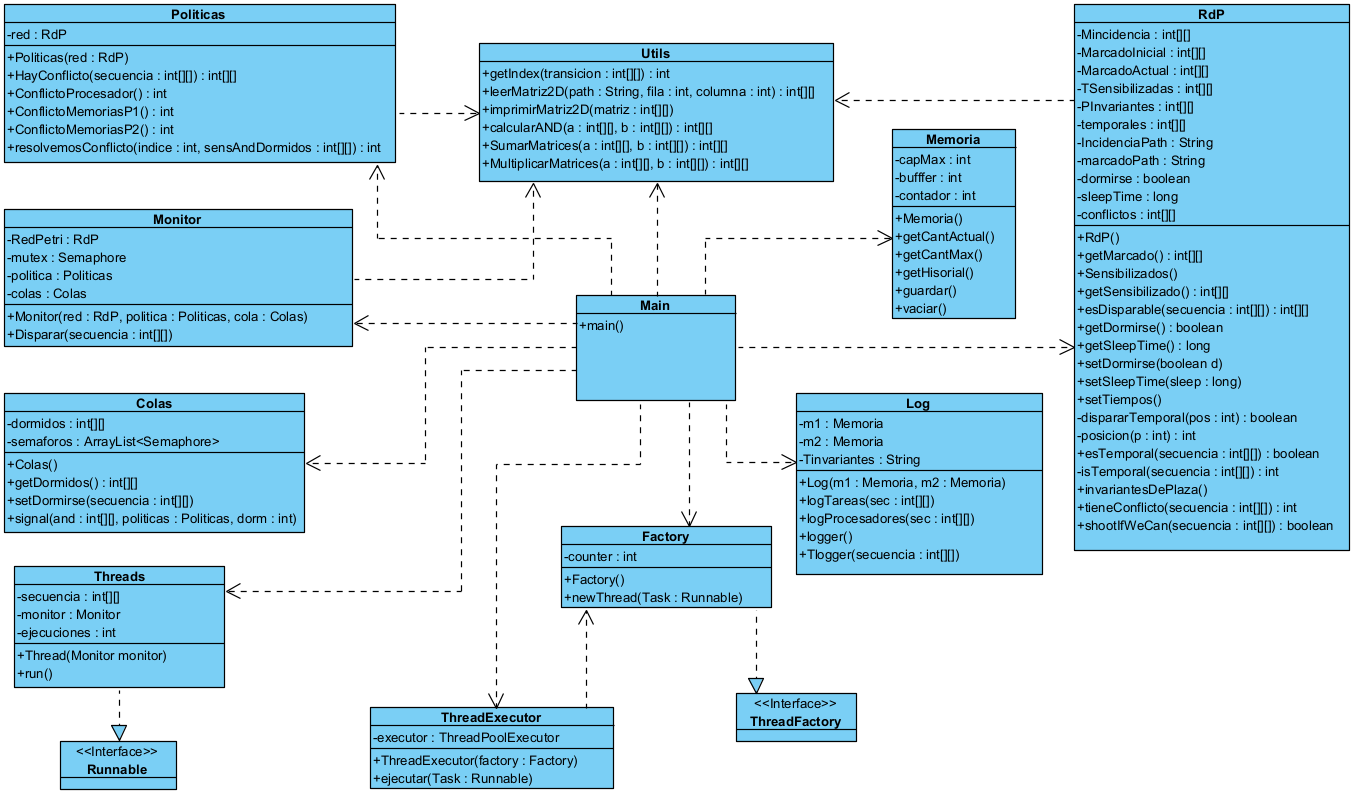 Politicas
-red : RdP
+Politicas(red : RdP)
+HayConflicto(secuencia : int[][]) : int[][]
+ConflictoProcesador() : int
+ConflictoMemoriasP1() : int
+ConflictoMemoriasP2() : int
+resolvemosConflicto(indice : int, sensAndDormidos : int[][]) : int
Utils
+getIndex(transicion : int[][]) : int
+leerMatriz2D(path : String, fila : int, columna : int) : int[][]
+imprimirMatriz2D(matriz : int[][])
+calcularAND(a : int[][], b : int[][]) : int[][]
+SumarMatrices(a : int[][], b : int[][]) : int[][]
+MultiplicarMatrices(a : int[][], b : int[][]) : int[][]
RdP
-Mincidencia : int[][]
-MarcadoInicial : int[][]
-MarcadoActual : int[][]
-TSensibilizadas : int[][]
-PInvariantes : int[][]
-temporales : int[][]
-IncidenciaPath : String
-marcadoPath : String
-dormirse : boolean
-sleepTime : long
-conflictos : int[][]
+RdP()
+getMarcado() : int[][]
+Sensibilizados()
+getSensibilizado() : int[][]
+esDisparable(secuencia : int[][]) : int[][]
+getDormirse() : boolean
+getSleepTime() : long
+setDormirse(boolean d)
+setSleepTime(sleep : long)
+setTiempos()
-dispararTemporal(pos : int) : boolean
-posicion(p : int) : int
+esTemporal(secuencia : int[][]) : boolean
-isTemporal(secuencia : int[][]) : int
+invariantesDePlaza()
+tieneConflicto(secuencia : int[][]) : int
+shootIfWeCan(secuencia : int[][]) : boolean
Memoria
-capMax : int
-bufffer : int
-contador : int
+Memoria()
+getCantActual()
+getCantMax()
+getHisorial()
+guardar()
+vaciar()
Monitor
-RedPetri : RdP
-mutex : Semaphore
-politica : Politicas
-colas : Colas
+Monitor(red : RdP, politica : Politicas, cola : Colas)
+Disparar(secuencia : int[][])
Main
+main()
Colas
-dormidos : int[][]
-semaforos : ArrayList<Semaphore>
+Colas()
+getDormidos() : int[][]
+setDormirse(secuencia : int[][])
+signal(and : int[][], politicas : Politicas, dorm : int)
Log
-m1 : Memoria
-m2 : Memoria
-Tinvariantes : String
+Log(m1 : Memoria, m2 : Memoria)
+logTareas(sec : int[][])
+logProcesadores(sec : int[][])
+logger()
+Tlogger(secuencia : int[][])
Factory
-counter : int
+Factory()
+newThread(Task : Runnable)
Threads
-secuencia : int[][]
-monitor : Monitor
-ejecuciones : int
+Thread(Monitor monitor)
+run()
<<Interface>>
ThreadFactory
ThreadExecutor
-executor : ThreadPoolExecutor
+ThreadExecutor(factory : Factory)
+ejecutar(Task : Runnable)
<<Interface>>
Runnable